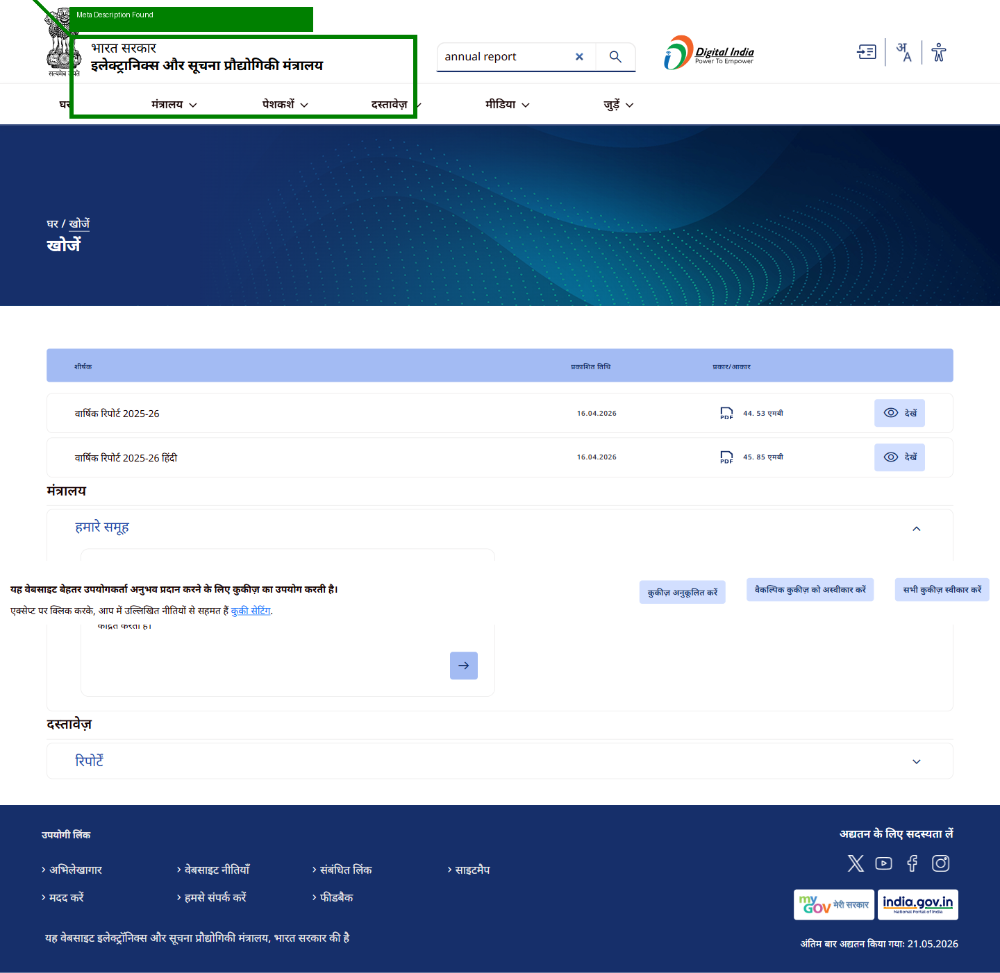 Meta Description Found
भारत सरकार
इलेक्ट्रानिक्स और सूचना प्रौद्योगिकी मंत्रालय
सत्यमेव जयते
annual report
Digital India
Power To Empower
अ
A
घर
मंत्रालय
पेशकशें
दस्तावेज़
मीडिया
जुड़ें
घर / खोजें
खोजें
शीर्षक
प्रकाशित तिथि
प्रकार/आकार
वार्षिक रिपोर्ट 2025-26
16.04.2026
PDF
44. 53 एमबी
देखें
वार्षिक रिपोर्ट 2025-26 हिंदी
16.04.2026
PDF
45. 85 एमबी
देखें
मंत्रालय
हमारे समूह
यह वेबसाइट बेहतर उपयोगकर्ता अनुभव प्रदान करने के लिए कुकीज़ का उपयोग करती है।
एक्सेप्ट पर क्लिक करके, आप में उल्लिखित नीतियों से सहमत हैं कुकी सेटिंग.
कुकीज़ अनुकूलित करें
वैकल्पिक कुकीज़ को अस्वीकार करें
सभी कुकीज़ स्वीकार करें
करता है।
दस्तावेज़
रिपोर्टें
उपयोगी लिंक
अभिलेखागार
वेबसाइट नीतियाँ
संबंधित लिंक
साइटमैप
मदद करें
हमसे संपर्क करें
फीडबैक
यह वेबसाइट इलेक्ट्रॉनिक्स और सूचना प्रौद्योगिकी मंत्रालय, भारत सरकार की है
अद्यतन के लिए सदस्यता लें
my GOV मेरी सरकार
india.gov.in
National Portal of India
अंतिम बार अद्यतन किया गयाः 21.05.2026